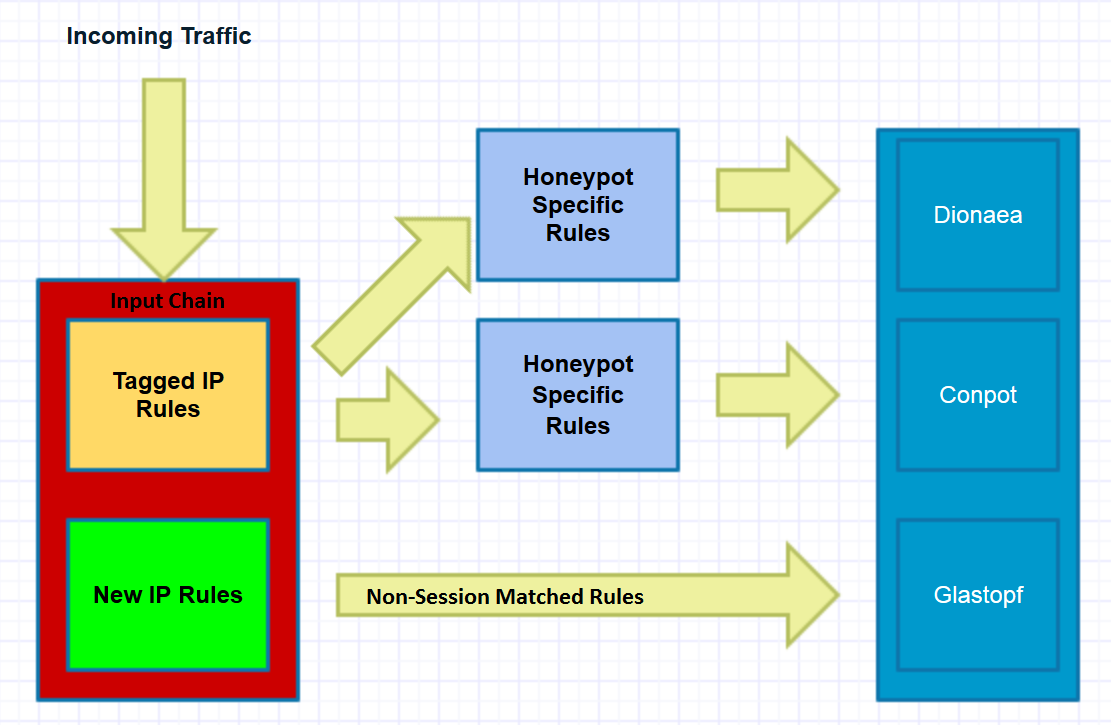 Incoming Traffic
Input Chain
Tagged IP
Rules
New IP Rules
Honeypot
Specific
Rules
Honeypot
Specific
Rules
Non-Session Matched Rules
Dionaea
Conpot
Glastopf